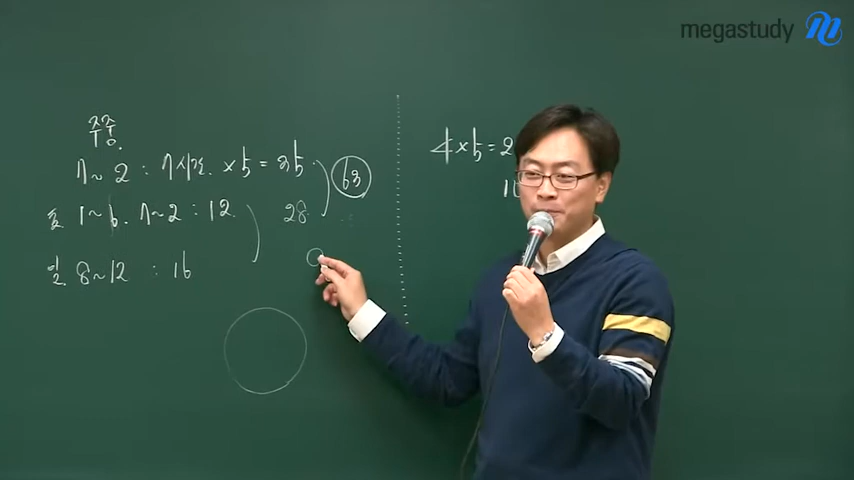 megastudy
주중.
7~2 : 7시간. ×5 = 35.
63
토 1~6. 7~2 : 12.
28
일. 8~12 : 16
4×5=2